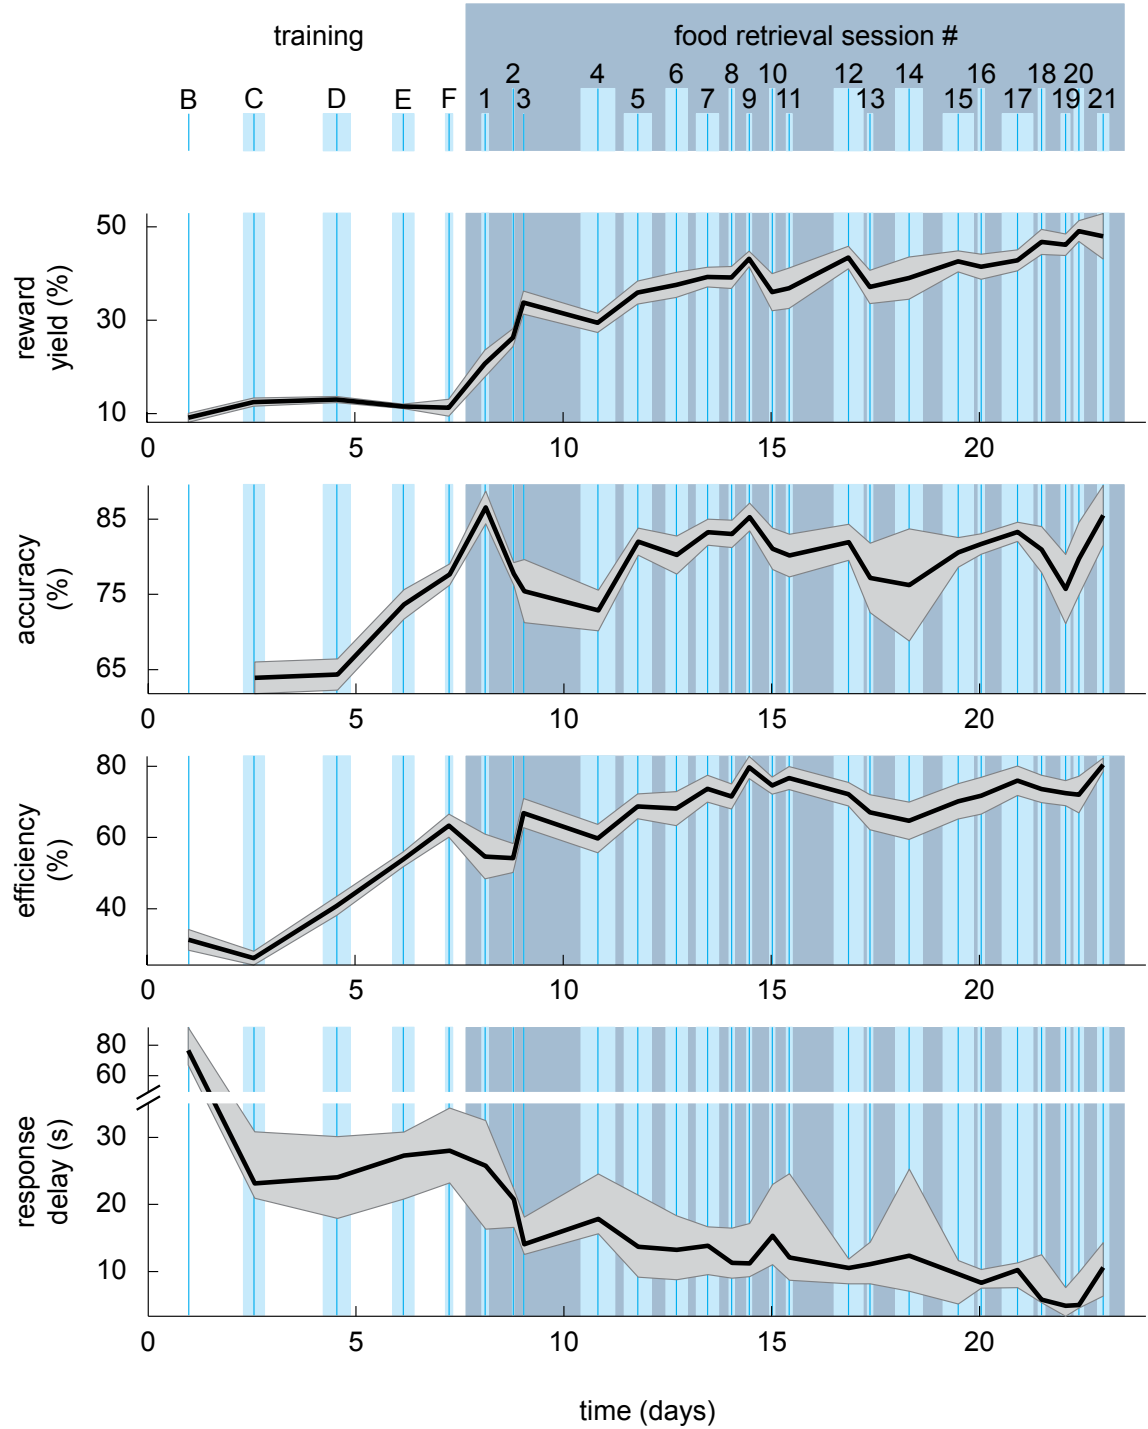 training food retrieval session #
2 4 6 8 10 12 14 16 18 20
B C D E F 1 3 5 7 9 11 13 15 17 19 21
reward
yield (%)
50
30
10
0 5 10 15 20
accuracy
(%)
85
75
65
0 5 10 15 20
efficiency
(%)
80
60
40
0 5 10 15 20
response
delay (s)
80
60
30
20
10
0 5 10 15 20
time (days)